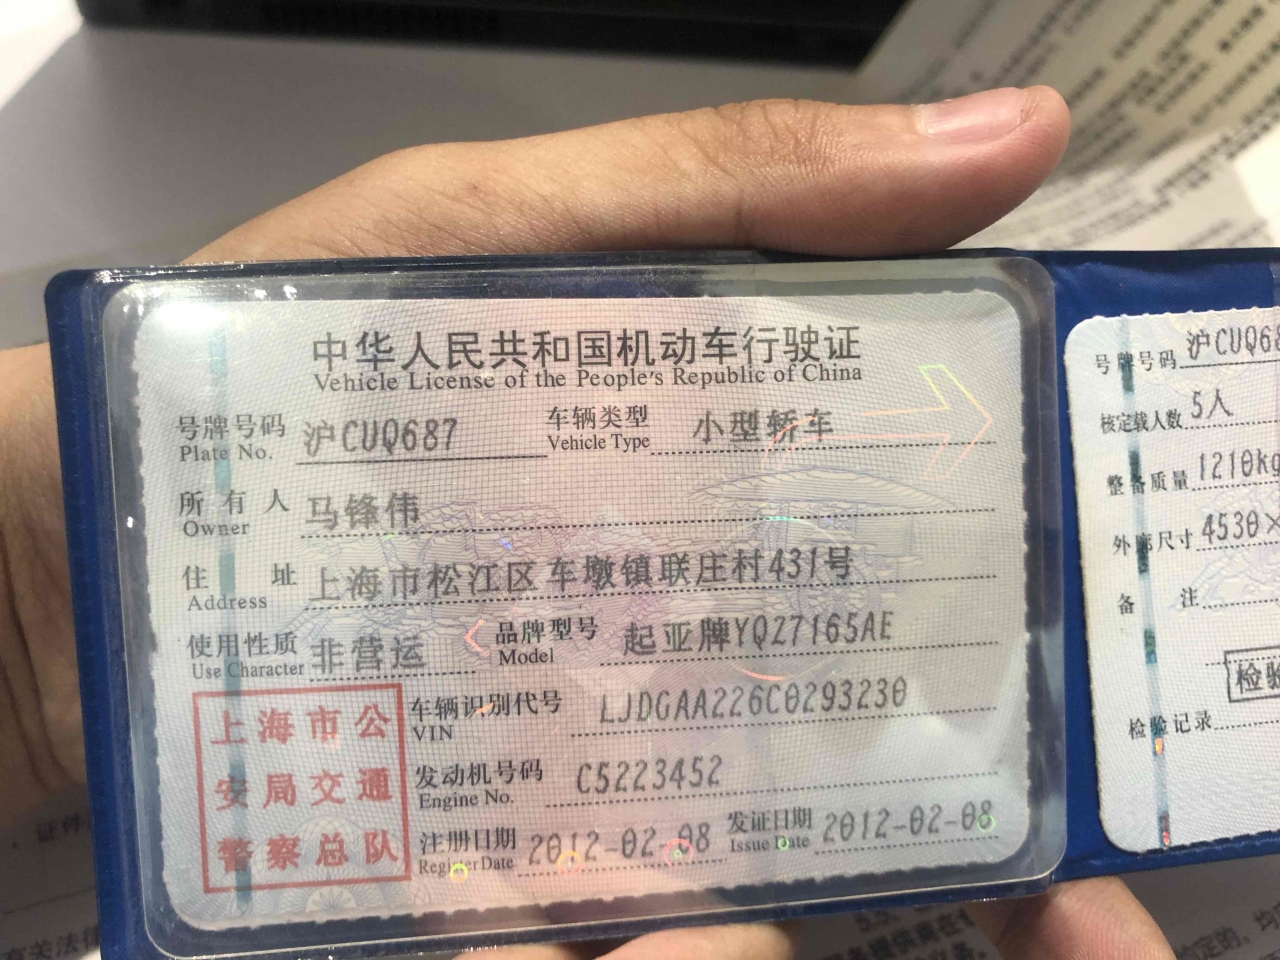 中华人民共和国机动车行驶证
Vehicle License of the People's Republic of China
号牌号码 沪CUQ687 车辆类型 小型轿车
Plate No. Vehicle Type
所有人 马锋伟
Owner
住址 上海市松江区车墩镇联庄村431号
Address
使用性质 非营运 品牌型号 起亚牌YQZ7165AE
Use Character Model
上海市公
安局交通
警察总队
车辆识别代号 LJDGAA226C0293230
VIN
发动机号码 C5223452
Engine No.
注册日期 2012-02-08 发证日期 2012-02-08
Register Date Issue Date
号牌号码 沪CUQ68
核定载人数 5人
整备质量 1210kg
外廓尺寸 4530×
备注
检验
检验记录